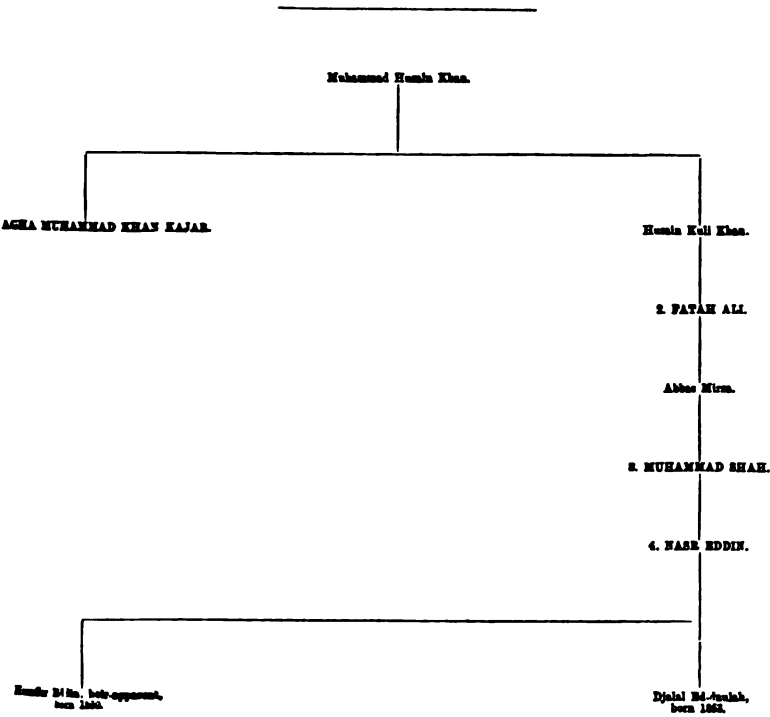 Muhammad Husain Khan.
AGHA MUHAMMAD KHAN KAJAR.
Husain Kuli Khan.
2. FATAH ALI.
Abbas Mirza.
3. MUHAMMAD SHAH.
4. NASR EDDIN.
heir-apparent,
born
Djalal Ed-daulah,
born 1853.